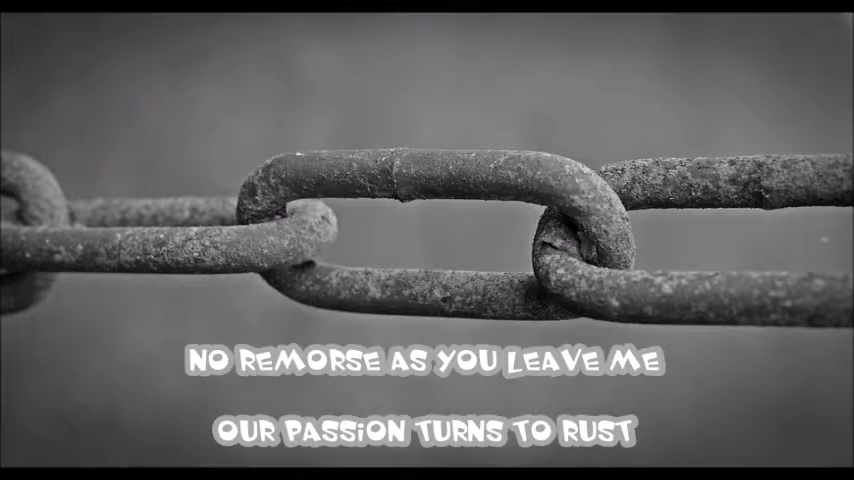 NO REMORSE AS YOU LEAVE ME
OUR PASSION TURNS TO RUST